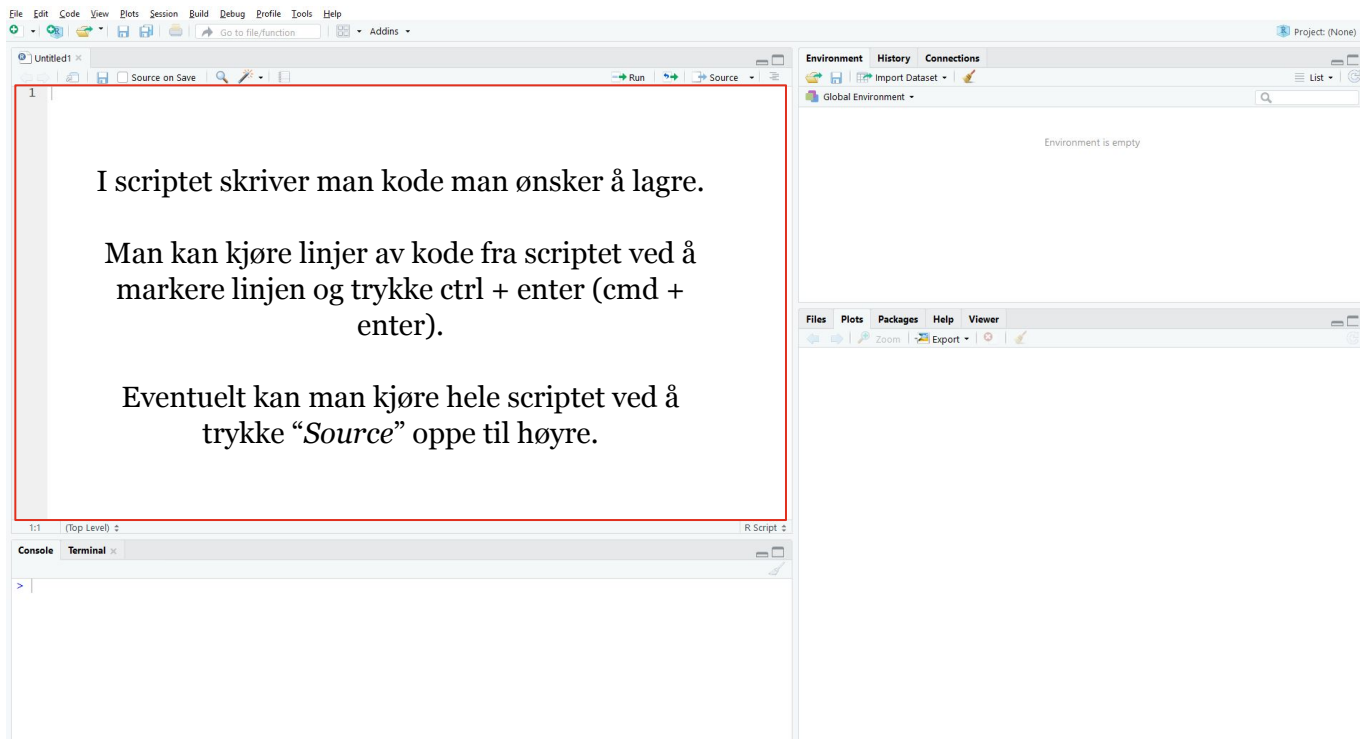 File Edit Code View Plots Session Build Debug Profile Tools Help
Go to file/function Addins Project: (None)
Untitled1
Source on Save Run Source
1
I scriptet skriver man kode man ønsker å lagre.
Man kan kjøre linjer av kode fra scriptet ved å
markere linjen og trykke ctrl + enter (cmd +
enter).
Eventuelt kan man kjøre hele scriptet ved å
trykke “Source” oppe til høyre.
1:1 (Top Level) R Script
Console Terminal
>
Environment History Connections
Import Dataset List
Global Environment
Environment is empty
Files Plots Packages Help Viewer
Zoom Export